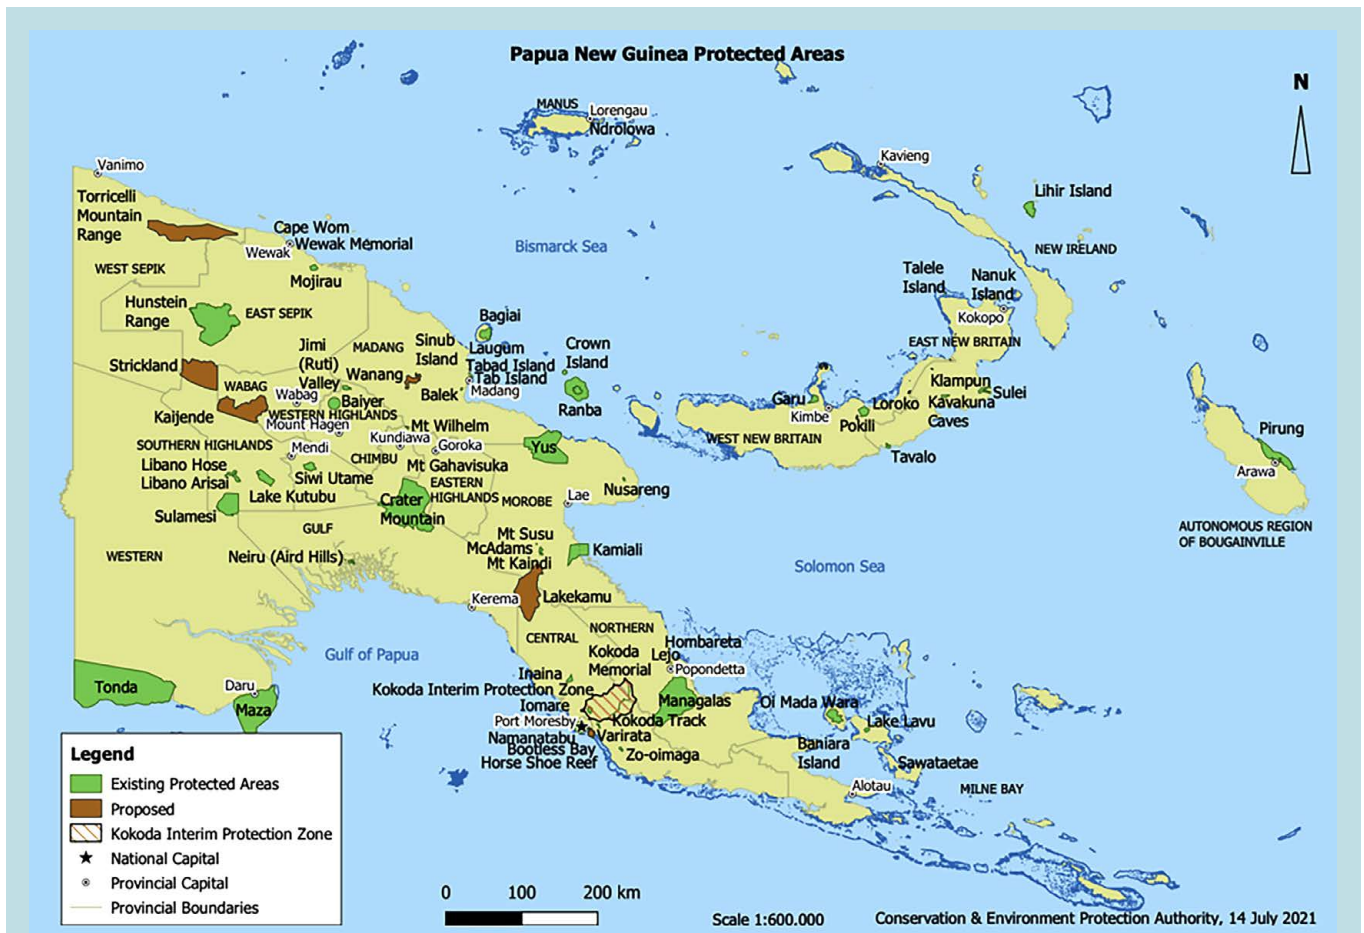 Papua New Guinea Protected Areas
N
MANUS
Lorengau
Ndrolowa
Vanimo
Kavieng
Torricelli
Mountain
Range
Lihir Island
Cape Wom
Wewak Memorial
Wewak
Bismarck Sea
NEW IRELAND
WEST SEPIK
Mojirau
Talele
Island
Nanuk
Island
Hunstein
Range
EAST SEPIK
Bagiai
Kokopo
Jimi
(Ruti)
Valley
MADANG
Sinub
Island
Laugum
Tabad Island
Tab Island
Crown
Island
EAST NEW BRITAIN
Strickland
WABAG
Wabag
Wanang
Balek
Madang
Ranba
Klampun
Kavakuna
Caves
Sulei
Kaijende
Baiyer
WESTERN HIGHLANDS
Mount Hagen
Garu
Kimbe
Loroko
Pokili
Mt Wilhelm
Kundiawa
Goroka
WEST NEW BRITAIN
Pirung
SOUTHERN HIGHLANDS
Mendi
CHIMBU
Yus
Tavalo
Arawa
Libano Hose
Libano Arisai
Siwi Utame
Mt Gahavisuka
EASTERN
HIGHLANDS
Lake Kutubu
Crater
Mountain
MOROBE
Lae
Nusareng
Sulamesi
GULF
Mt Susu
McAdams
Mt Kaindi
Kamiali
AUTONOMOUS REGION
OF BOUGAINVILLE
WESTERN
Neiru (Aird Hills)
Solomon Sea
Kerema
Lakekamu
CENTRAL
NORTHERN
Hombareta
Gulf of Papua
Kokoda
Memorial
Lejo
Popondetta
Inaina
Tonda
Daru
Kokoda Interim Protection Zone
Maza
Iomare
Managalas
Oi Mada Wara
Port Moresby
Kokoda Track
Lake Lavu
Namanatabu
Varirata
Bootless Bay
Horse Shoe Reef
Zo-oimaga
Baniara
Island
Sawataetae
Alotau
MILNE BAY
Legend
Existing Protected Areas
Proposed
Kokoda Interim Protection Zone
National Capital
Provincial Capital
Provincial Boundaries
0 100 200 km
Scale 1:600.000
Conservation & Environment Protection Authority, 14 July 2021